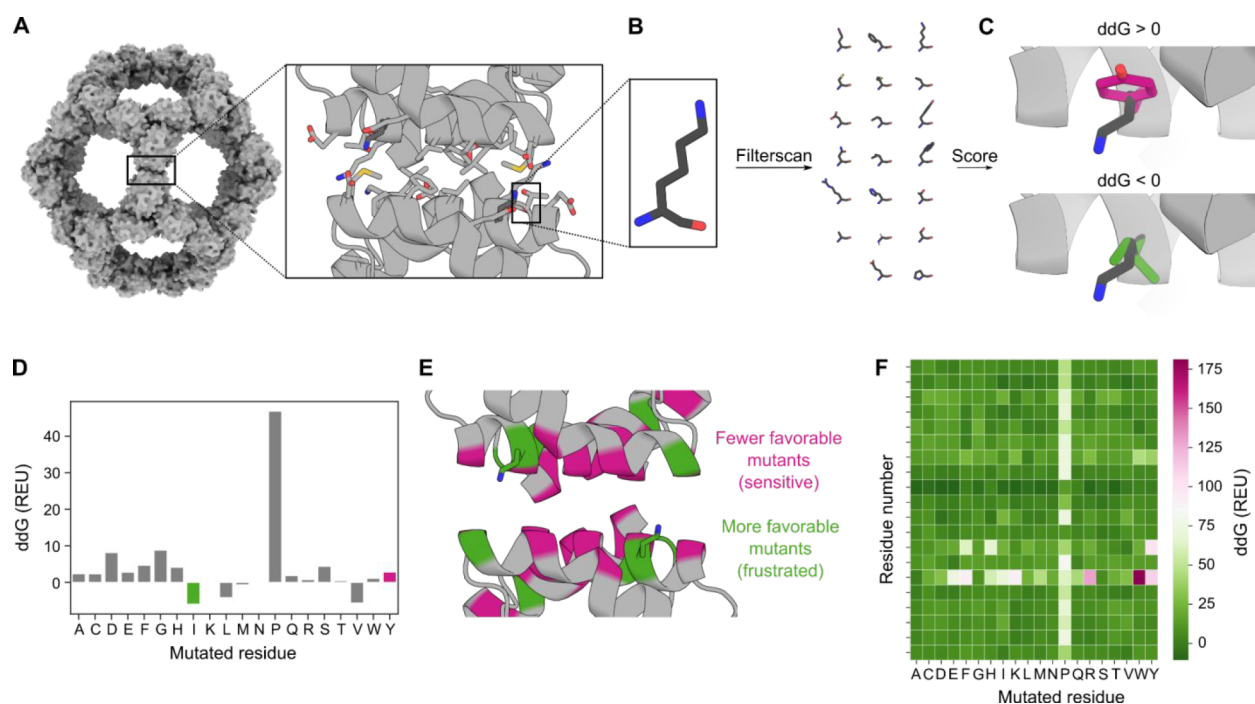 A
B
Filterscan
Score
C
ddG > 0
ddG < 0
D
ddG (REU)
40
30
20
10
0
A C D E F G H I K L M N P Q R S T V W Y
Mutated residue
E
Fewer favorable
mutants
(sensitive)
More favorable
mutants
(frustrated)
F
Residue number
A C D E F G H I K L M N P Q R S T V W Y
Mutated residue
175
150
125
100
75
50
25
0
ddG (REU)